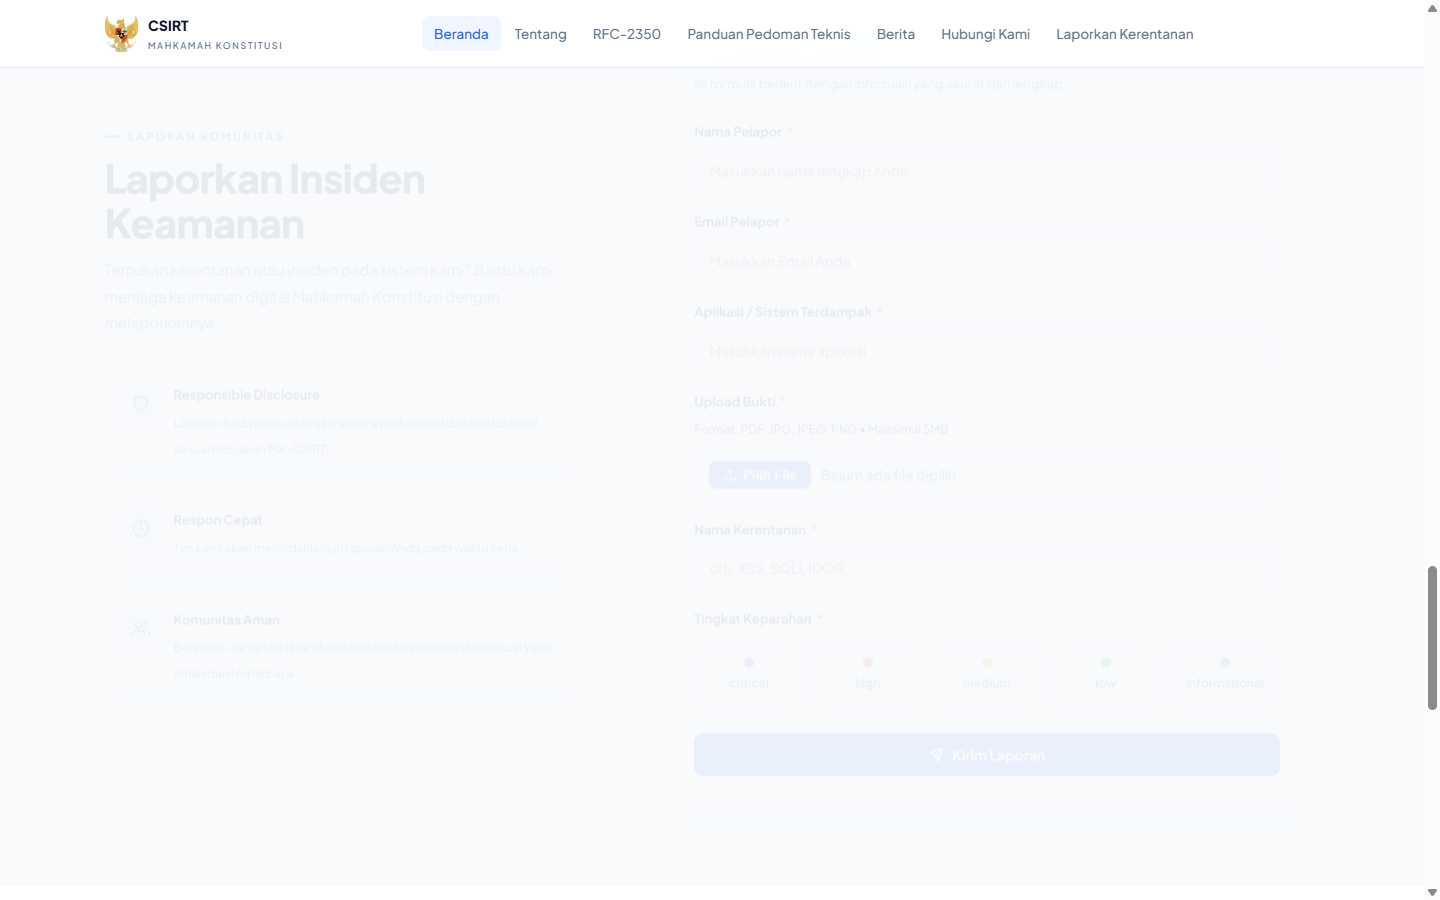 CSIRT
MAHKAMAH KONSTITUSI
Beranda
Tentang
RFC-2350
Panduan Pedoman Teknis
Berita
Hubungi Kami
Laporkan Kerentanan
LAPORAN KOMUNITAS
Laporkan Insiden
Keamanan
Temukan kerentanan atau insiden pada sistem kami? Bantu kami
menjaga keamanan digital Mahkamah Konstitusi dengan
melaporkannya.
Responsible Disclosure
Laporan Anda akan ditangani secara profesional dan konfidensial
sesuai kebijakan MK-CSIRT.
Respon Cepat
Tim kami akan menindaklanjuti laporan Anda pada waktu kerja.
Komunitas Aman
Bersama-sama kita jaga ekosistem digital peradilan konstitusi yang
aman dan terpercaya.
Isi formulir berikut dengan informasi yang akurat dan lengkap
Nama Pelapor *
Masukkan nama lengkap Anda
Email Pelapor *
Masukkan Email Anda
Aplikasi / Sistem Terdampak *
Masukkan nama aplikasi
Upload Bukti *
Format: PDF, JPG, JPEG, PNG • Maksimal 5MB
Pilih File
Belum ada file dipilih
Nama Kerentanan *
cth. XSS, SQLI, IDOR...
Tingkat Keparahan *
critical
high
medium
low
informational
Kirim Laporan